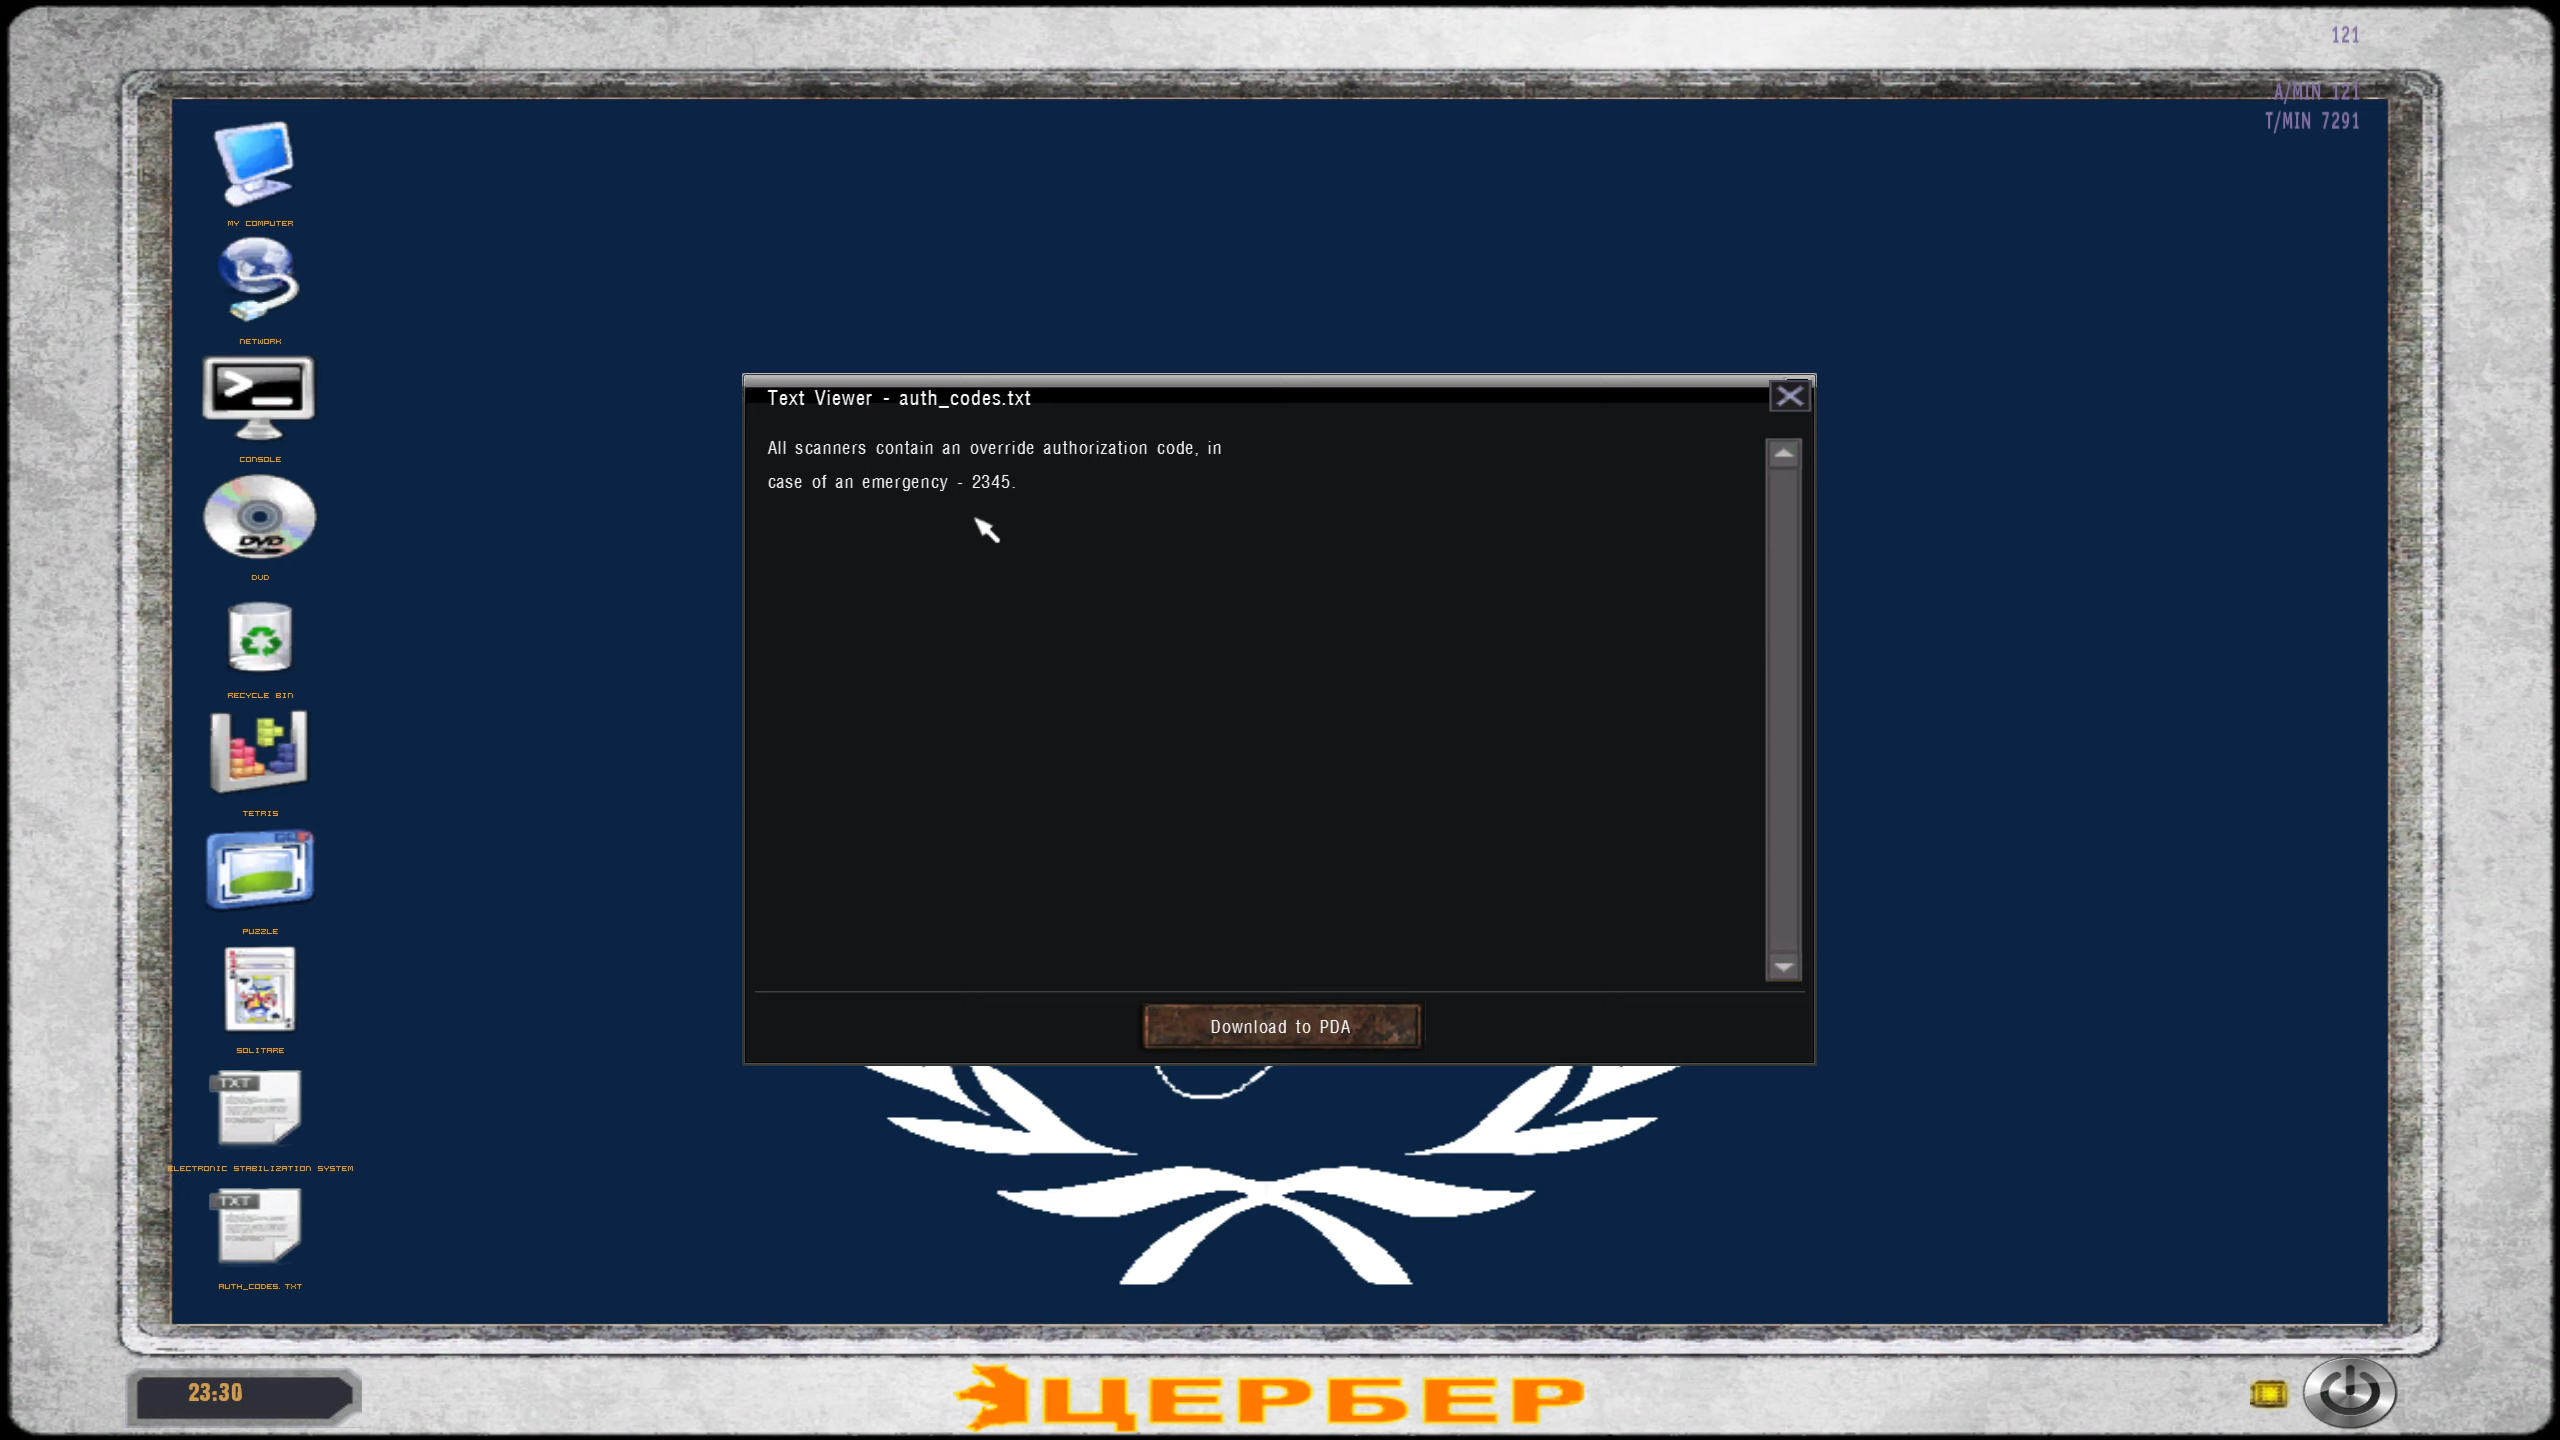 121
A/MIN 121
T/MIN 7291
MY COMPUTER
NETWORK
CONSOLE
DVD
DVD
RECYCLE BIN
TETRIS
PUZZLE
SOLITARE
TXT
ELECTRONIC STABILIZATION SYSTEM
TXT
AUTH_CODES.TXT
Text Viewer - auth_codes.txt
All scanners contain an override authorization code, in
case of an emergency - 2345.
Download to PDA
23:30
ЦЕРБЕР